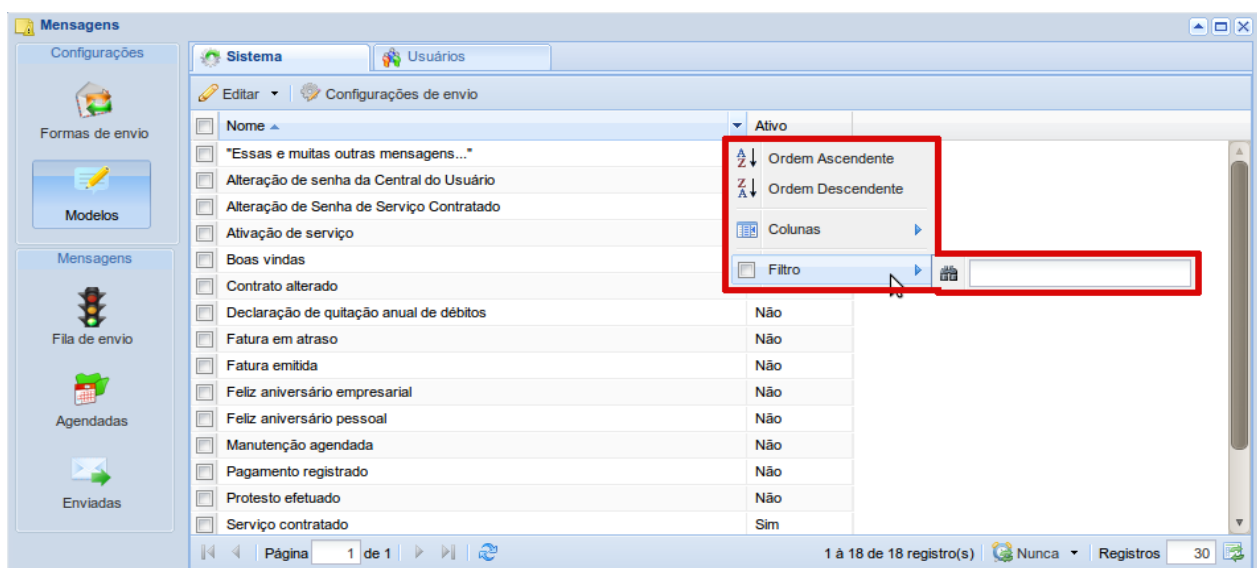 Mensagens
Configurações
Formas de envio
Modelos
Mensagens
Fila de envio
Agendadas
Enviadas
Sistema Usuários
Editar Configurações de envio
Nome Ativo
"Essas e muitas outras mensagens..."
Alteração de senha da Central do Usuário
Alteração de Senha de Serviço Contratado
Ativação de serviço
Boas vindas
Contrato alterado
Declaração de quitação anual de débitos Não
Fatura em atraso Não
Fatura emitida Não
Feliz aniversário empresarial Não
Feliz aniversário pessoal Não
Manutenção agendada Não
Pagamento registrado Não
Protesto efetuado Não
Serviço contratado Sim
Ordem Ascendente
Ordem Descendente
Colunas
Filtro
Página 1 de 1 1 à 18 de 18 registro(s) Nunca Registros 30